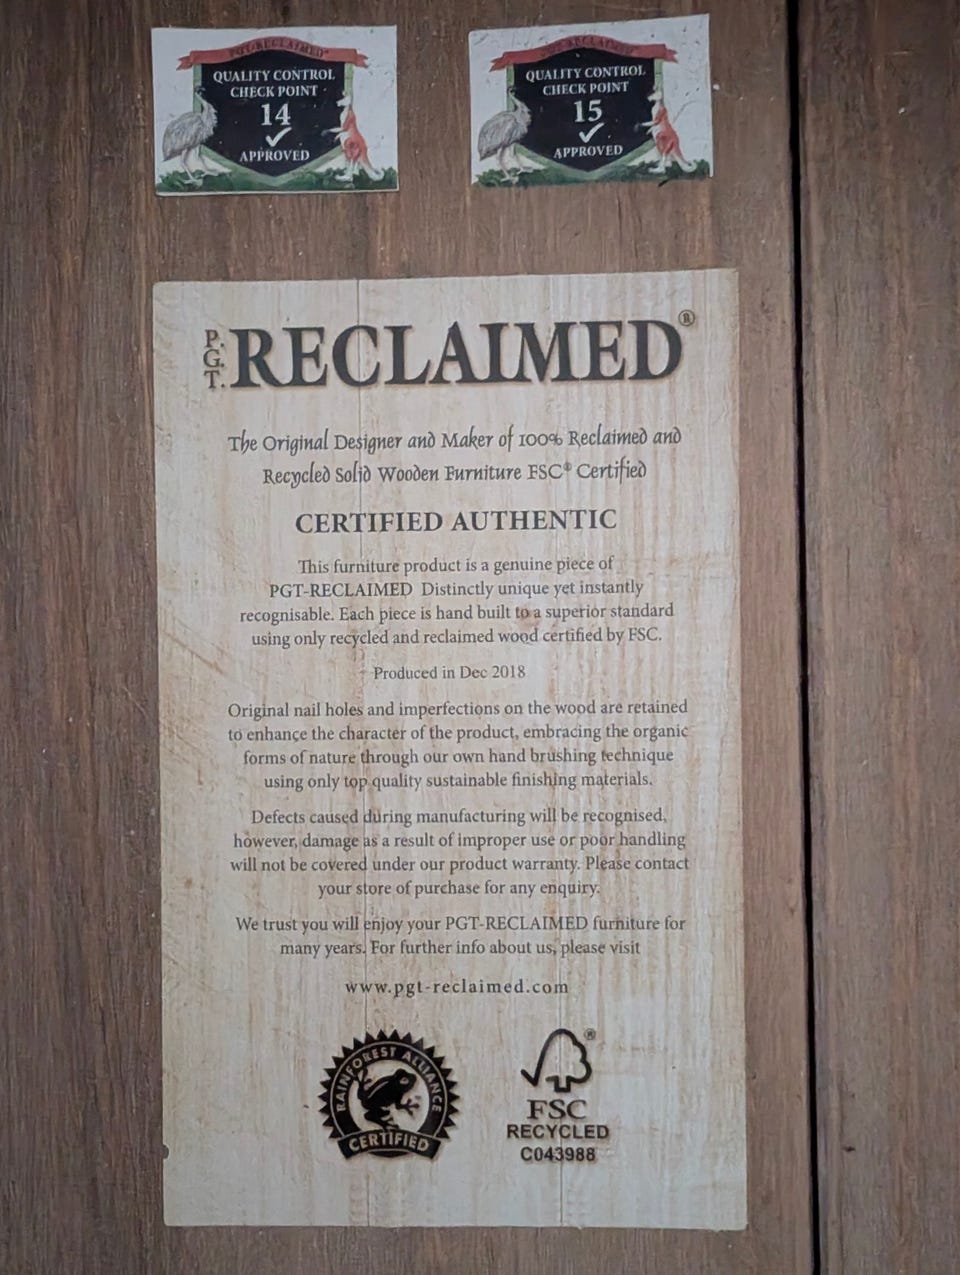 PGT-RECLAIMED®
QUALITY CONTROL
CHECK POINT
14
APPROVED
PGT-RECLAIMED®
QUALITY CONTROL
CHECK POINT
15
APPROVED
P.G.T. RECLAIMED®
The Original Designer and Maker of 100% Reclaimed and
Recycled Solid Wooden Furniture FSC® Certified
CERTIFIED AUTHENTIC
This furniture product is a genuine piece of
PGT-RECLAIMED Distinctly unique yet instantly
recognisable. Each piece is hand built to a superior standard
using only recycled and reclaimed wood certified by FSC.
Produced in Dec 2018
Original nail holes and imperfections on the wood are retained
to enhance the character of the product, embracing the organic
forms of nature through our own hand brushing technique
using only top quality sustainable finishing materials.
Defects caused during manufacturing will be recognised,
however, damage as a result of improper use or poor handling
will not be covered under our product warranty. Please contact
your store of purchase for any enquiry.
We trust you will enjoy your PGT-RECLAIMED furniture for
many years. For further info about us, please visit
www.pgt-reclaimed.com
RAINFOREST ALLIANCE
CERTIFIED
®
FSC
RECYCLED
C043988